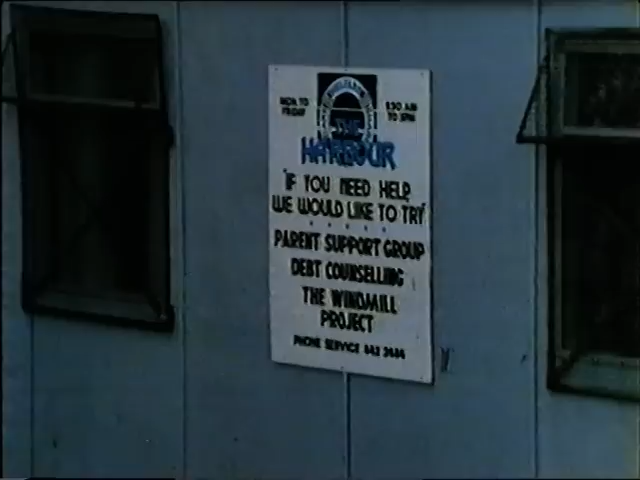 MON TO FRIDAY
9.30 AM TO 5PM
THE
HARBOUR
'IF YOU NEED HELP,
WE WOULD LIKE TO TRY'
PARENT SUPPORT GROUP
DEBT COUNSELLING
THE WINDMILL
PROJECT
PHONE SERVICE